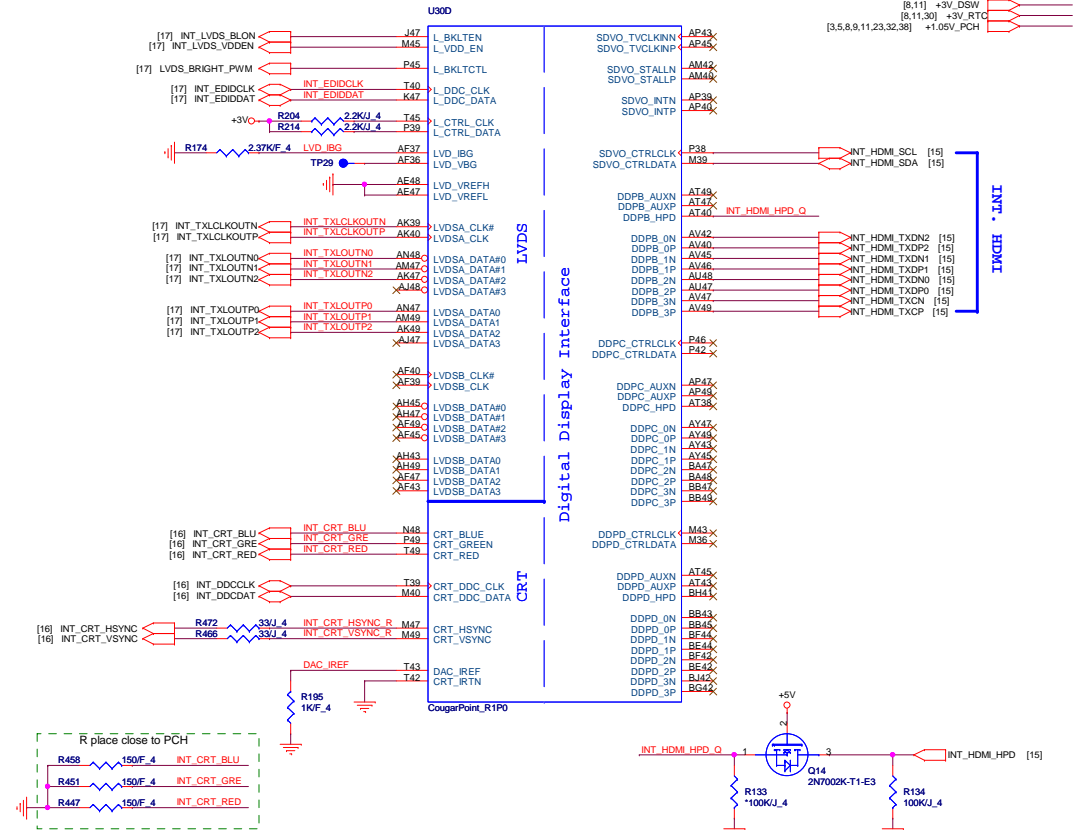 U30D
[8,11] +3V_DSW
[8,11,30] +3V_RTC
[3,5,8,9,11,23,32,38] +1.05V_PCH
[17] INT_LVDS_BLON J47 L_BKLTEN
[17] INT_LVDS_VDDEN M45 L_VDD_EN
[17] LVDS_BRIGHT_PWM P45 L_BKLTCTL
[17] INT_EDIDCLK INT_EDIDCLK T40 L_DDC_CLK
[17] INT_EDIDDAT INT_EDIDDAT K47 L_DDC_DATA
+3V R204 2.2K/J_4 T45 L_CTRL_CLK
R214 2.2K/J_4 P39 L_CTRL_DATA
R174 2.37K/F_4 AF37 LVD_IBG
TP29 AF36 LVD_VBG
AE48 LVD_VREFH
AE47 LVD_VREFL
[17] INT_TXLCLKOUTN INT_TXLCLKOUTN AK39 LVDSA_CLK#
[17] INT_TXLCLKOUTP INT_TXLCLKOUTP AK40 LVDSA_CLK
[17] INT_TXLOUTN0 INT_TXLOUTN0 AN48 LVDSA_DATA#0
[17] INT_TXLOUTN1 INT_TXLOUTN1 AM47 LVDSA_DATA#1
[17] INT_TXLOUTN2 INT_TXLOUTN2 AK47 LVDSA_DATA#2
AJ48 LVDSA_DATA#3
[17] INT_TXLOUTP0 INT_TXLOUTP0 AN47 LVDSA_DATA0
[17] INT_TXLOUTP1 INT_TXLOUTP1 AM49 LVDSA_DATA1
[17] INT_TXLOUTP2 INT_TXLOUTP2 AK49 LVDSA_DATA2
AJ47 LVDSA_DATA3
AF40 LVDSB_CLK#
AF39 LVDSB_CLK
AH45 LVDSB_DATA#0
AH47 LVDSB_DATA#1
AF49 LVDSB_DATA#2
AF45 LVDSB_DATA#3
AH43 LVDSB_DATA0
AH49 LVDSB_DATA1
AF47 LVDSB_DATA2
AF43 LVDSB_DATA3
[16] INT_CRT_BLU INT_CRT_BLU N48 CRT_BLUE
[16] INT_CRT_GRE INT_CRT_GRE P49 CRT_GREEN
[16] INT_CRT_RED INT_CRT_RED T49 CRT_RED
[16] INT_DDCCLK T39 CRT_DDC_CLK
[16] INT_DDCDAT M40 CRT_DDC_DATA
[16] INT_CRT_HSYNC R472 33/J_4 INT_CRT_HSYNC_R M47 CRT_HSYNC
[16] INT_CRT_VSYNC R466 33/J_4 INT_CRT_VSYNC_R M49 CRT_VSYNC
DAC_IREF T43 DAC_IREF
T42 CRT_IRTN
R195
1K/F_4
CougarPoint_R1P0
LVDS
CRT
Digital Display Interface
SDVO_TVCLKINN AP43
SDVO_TVCLKINP AP45
SDVO_STALLN AM42
SDVO_STALLP AM40
SDVO_INTN AP39
SDVO_INTP AP40
SDVO_CTRLCLK P38 INT_HDMI_SCL [15]
SDVO_CTRLDATA M39 INT_HDMI_SDA [15]
DDPB_AUXN AT49
DDPB_AUXP AT47
DDPB_HPD AT40 INT_HDMI_HPD_Q
DDPB_0N AV42 INT_HDMI_TXDN2 [15]
DDPB_0P AV40 INT_HDMI_TXDP2 [15]
DDPB_1N AV45 INT_HDMI_TXDN1 [15]
DDPB_1P AV46 INT_HDMI_TXDP1 [15]
DDPB_2N AU48 INT_HDMI_TXDN0 [15]
DDPB_2P AU47 INT_HDMI_TXDP0 [15]
DDPB_3N AV47 INT_HDMI_TXCN [15]
DDPB_3P AV49 INT_HDMI_TXCP [15]
INT. HDMI
DDPC_CTRLCLK P46
DDPC_CTRLDATA P42
DDPC_AUXN AP47
DDPC_AUXP AP49
DDPC_HPD AT38
DDPC_0N AY47
DDPC_0P AY49
DDPC_1N AY43
DDPC_1P AY45
DDPC_2N BA47
DDPC_2P BA48
DDPC_3N BB47
DDPC_3P BB49
DDPD_CTRLCLK M43
DDPD_CTRLDATA M36
DDPD_AUXN AT45
DDPD_AUXP AT43
DDPD_HPD BH41
DDPD_0N BB43
DDPD_0P BB45
DDPD_1N BF44
DDPD_1P BE44
DDPD_2N BF42
DDPD_2P BE42
DDPD_3N BJ42
DDPD_3P BG42
R place close to PCH
R458 150/F_4 INT_CRT_BLU
R451 150/F_4 INT_CRT_GRE
R447 150/F_4 INT_CRT_RED
+5V
2
INT_HDMI_HPD_Q 1 3 INT_HDMI_HPD [15]
Q14
2N7002K-T1-E3
R133
*100K/J_4
R134
100K/J_4